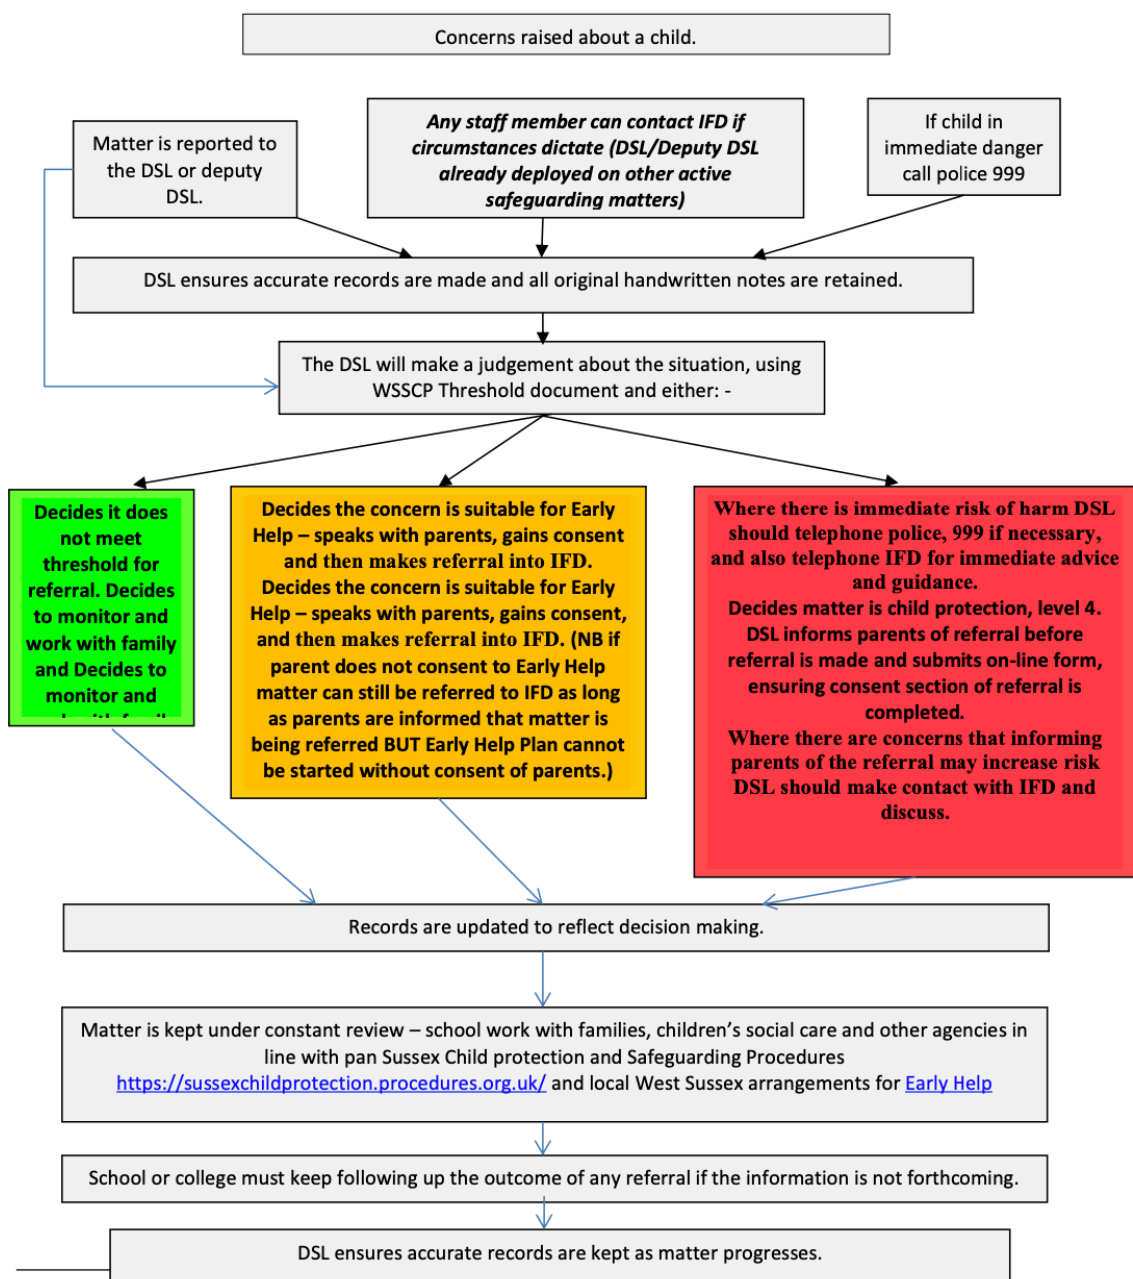 Concerns raised about a child.
Matter is reported to
the DSL or deputy
DSL.
Any staff member can contact IFD if
circumstances dictate (DSL/Deputy DSL
already deployed on other active
safeguarding matters)
If child in
immediate danger
call police 999
DSL ensures accurate records are made and all original handwritten notes are retained.
The DSL will make a judgement about the situation, using
WSSCP Threshold document and either: -
Decides it does
not meet
threshold for
referral. Decides
to monitor and
work with family
and Decides to
monitor and
Decides the concern is suitable for Early
Help – speaks with parents, gains consent
and then makes referral into IFD.
Decides the concern is suitable for Early
Help – speaks with parents, gains consent,
and then makes referral into IFD. (NB if
parent does not consent to Early Help
matter can still be referred to IFD as long
as parents are informed that matter is
being referred BUT Early Help Plan cannot
be started without consent of parents.)
Where there is immediate risk of harm DSL
should telephone police, 999 if necessary,
and also telephone IFD for immediate advice
and guidance.
Decides matter is child protection, level 4.
DSL informs parents of referral before
referral is made and submits on-line form,
ensuring consent section of referral is
completed.
Where there are concerns that informing
parents of the referral may increase risk
DSL should make contact with IFD and
discuss.
Records are updated to reflect decision making.
Matter is kept under constant review – school work with families, children’s social care and other agencies in
line with pan Sussex Child protection and Safeguarding Procedures
https://sussexchildprotection.procedures.org.uk/ and local West Sussex arrangements for Early Help
School or college must keep following up the outcome of any referral if the information is not forthcoming.
DSL ensures accurate records are kept as matter progresses.